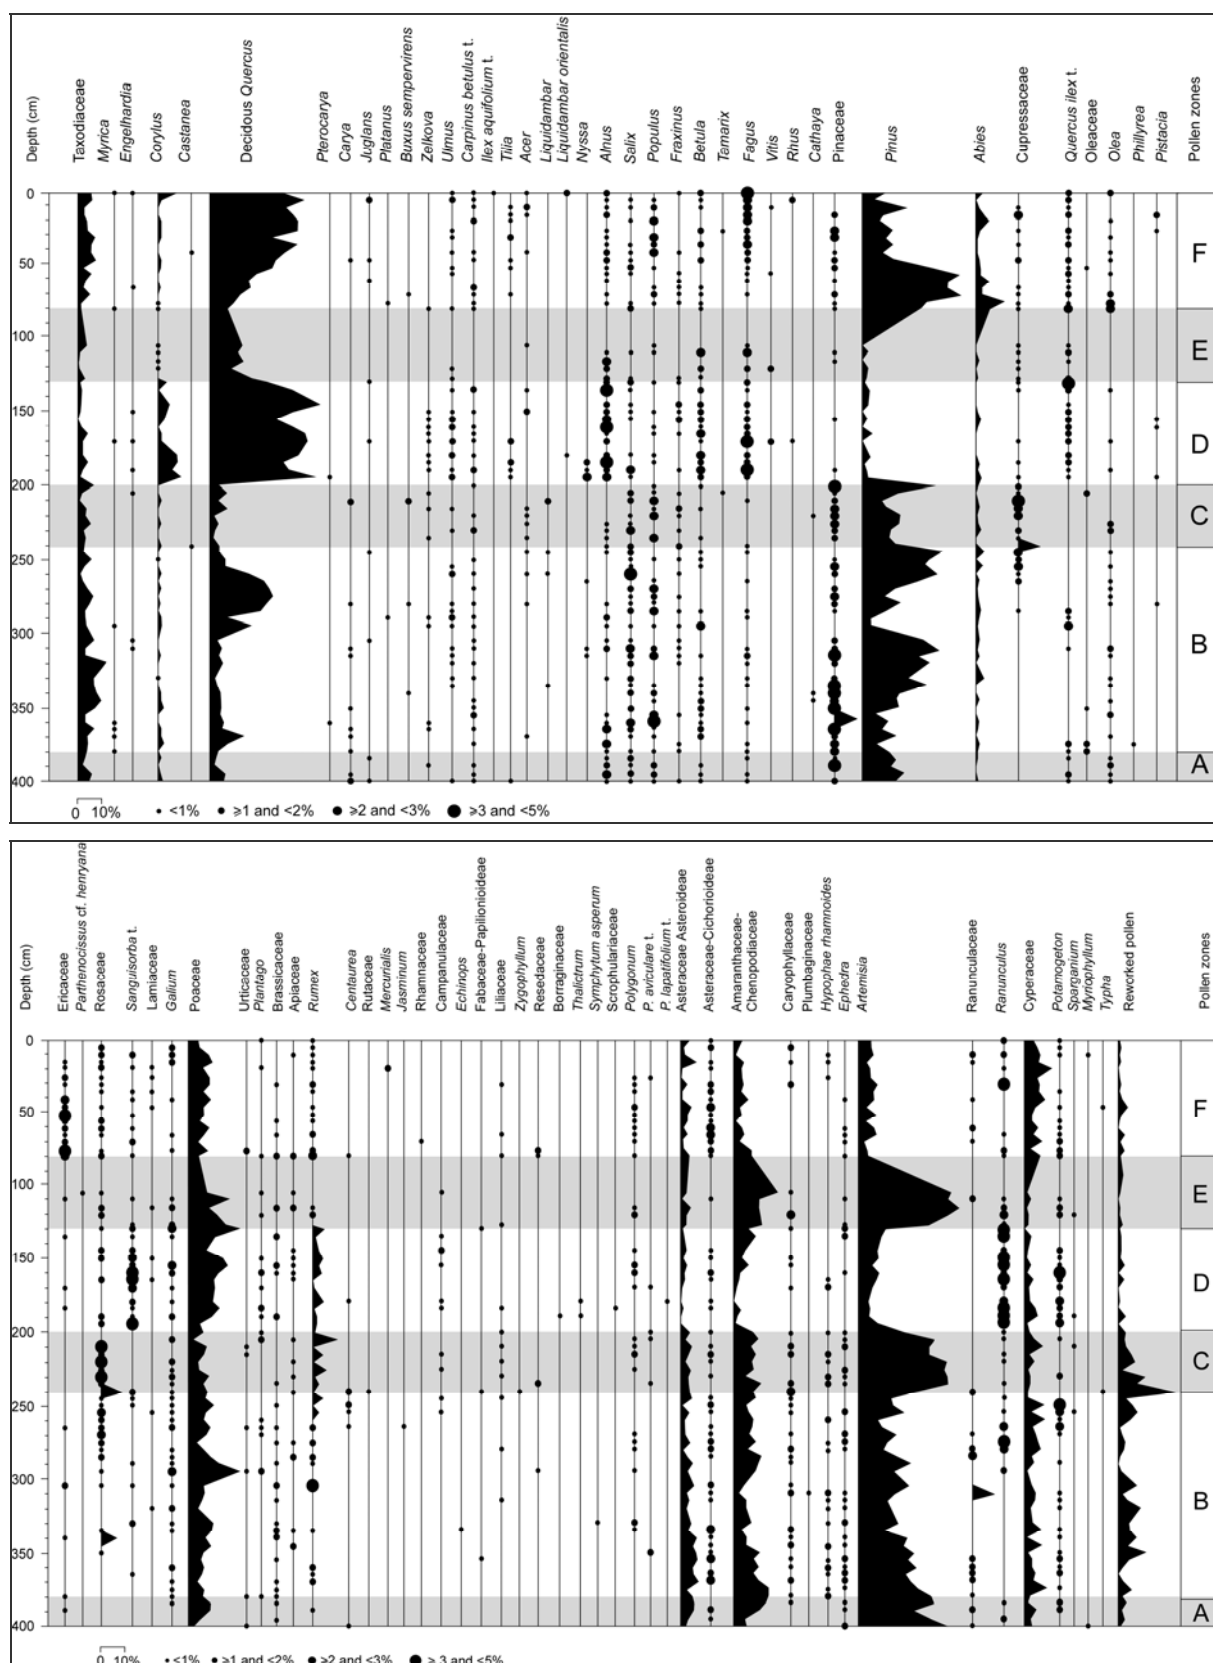 Depth (cm)
Taxodiaceae
Myrica
Engelhardia
Corylus
Castanea
Decidous Quercus
Pterocarya
Carya
Juglans
Platanus
Buxus sempervirens
Zelkova
Ulmus
Carpinus betulus t.
Ilex aquifolium t.
Tilia
Acer
Liquidambar
Liquidambar orientalis
Nyssa
Alnus
Salix
Populus
Fraxinus
Betula
Tamarix
Fagus
Vitis
Rhus
Cathaya
Pinaceae
Pinus
Abies
Cupressaceae
Quercus ilex t.
Oleaceae
Olea
Phillyrea
Pistacia
Pollen zones
0
50
100
150
200
250
300
350
400
F
E
D
C
B
A
0 10% <1% ≥1 and <2% ≥2 and <3% ≥3 and <5%
Depth (cm)
Ericaceae
Parthenocissus cf. henryana
Rosaceae
Sanguisorba t.
Lamiaceae
Galium
Poaceae
Urticaceae
Plantago
Brassicaceae
Apiaceae
Rumex
Centaurea
Rutaceae
Mercurialis
Jasminum
Rhamnaceae
Campanulaceae
Echinops
Fabaceae-Papilionioideae
Liliaceae
Zygophyllum
Resedaceae
Borraginaceae
Thalictrum
Symphytum asperum
Scrophulariaceae
Polygonum
P. aviculare t.
P. lapatifolium t.
Asteraceae Asteroideae
Asteraceae-Cichorioideae
Amaranthaceae-
Chenopodiaceae
Caryophyllaceae
Plumbaginaceae
Hypophae rhamnoides
Ephedra
Artemisia
Ranunculaceae
Ranunculus
Cyperaceae
Potamogeton
Sparganium
Myriophyllum
Typha
Reworked pollen
Pollen zones
0
50
100
150
200
250
300
350
400
F
E
D
C
B
A
0 10% <1% ≥1 and <2% ≥2 and <3% ≥ 3 and <5%